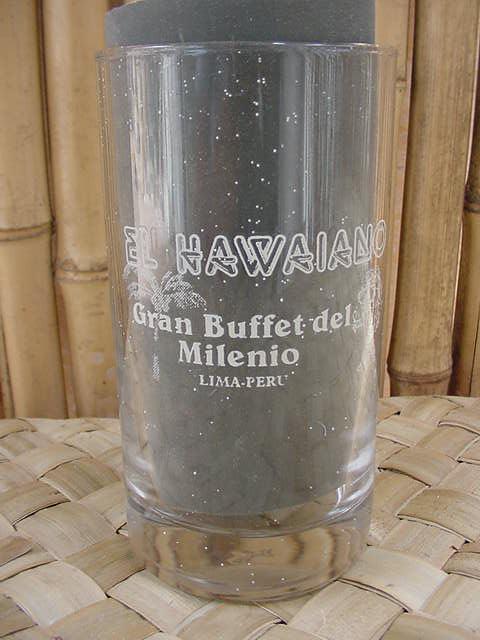 EL HAWAIANO
Gran Buffet del
Milenio
LIMA-PERU